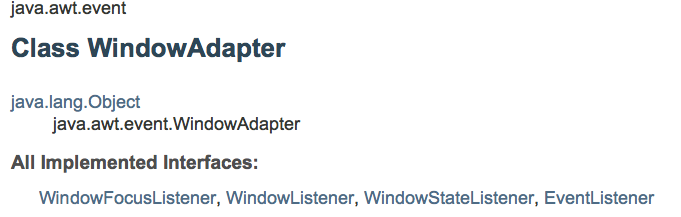 java.awt.event
Class WindowAdapter
java.lang.Object
java.awt.event.WindowAdapter
All Implemented Interfaces:
WindowFocusListener, WindowListener, WindowStateListener, EventListener